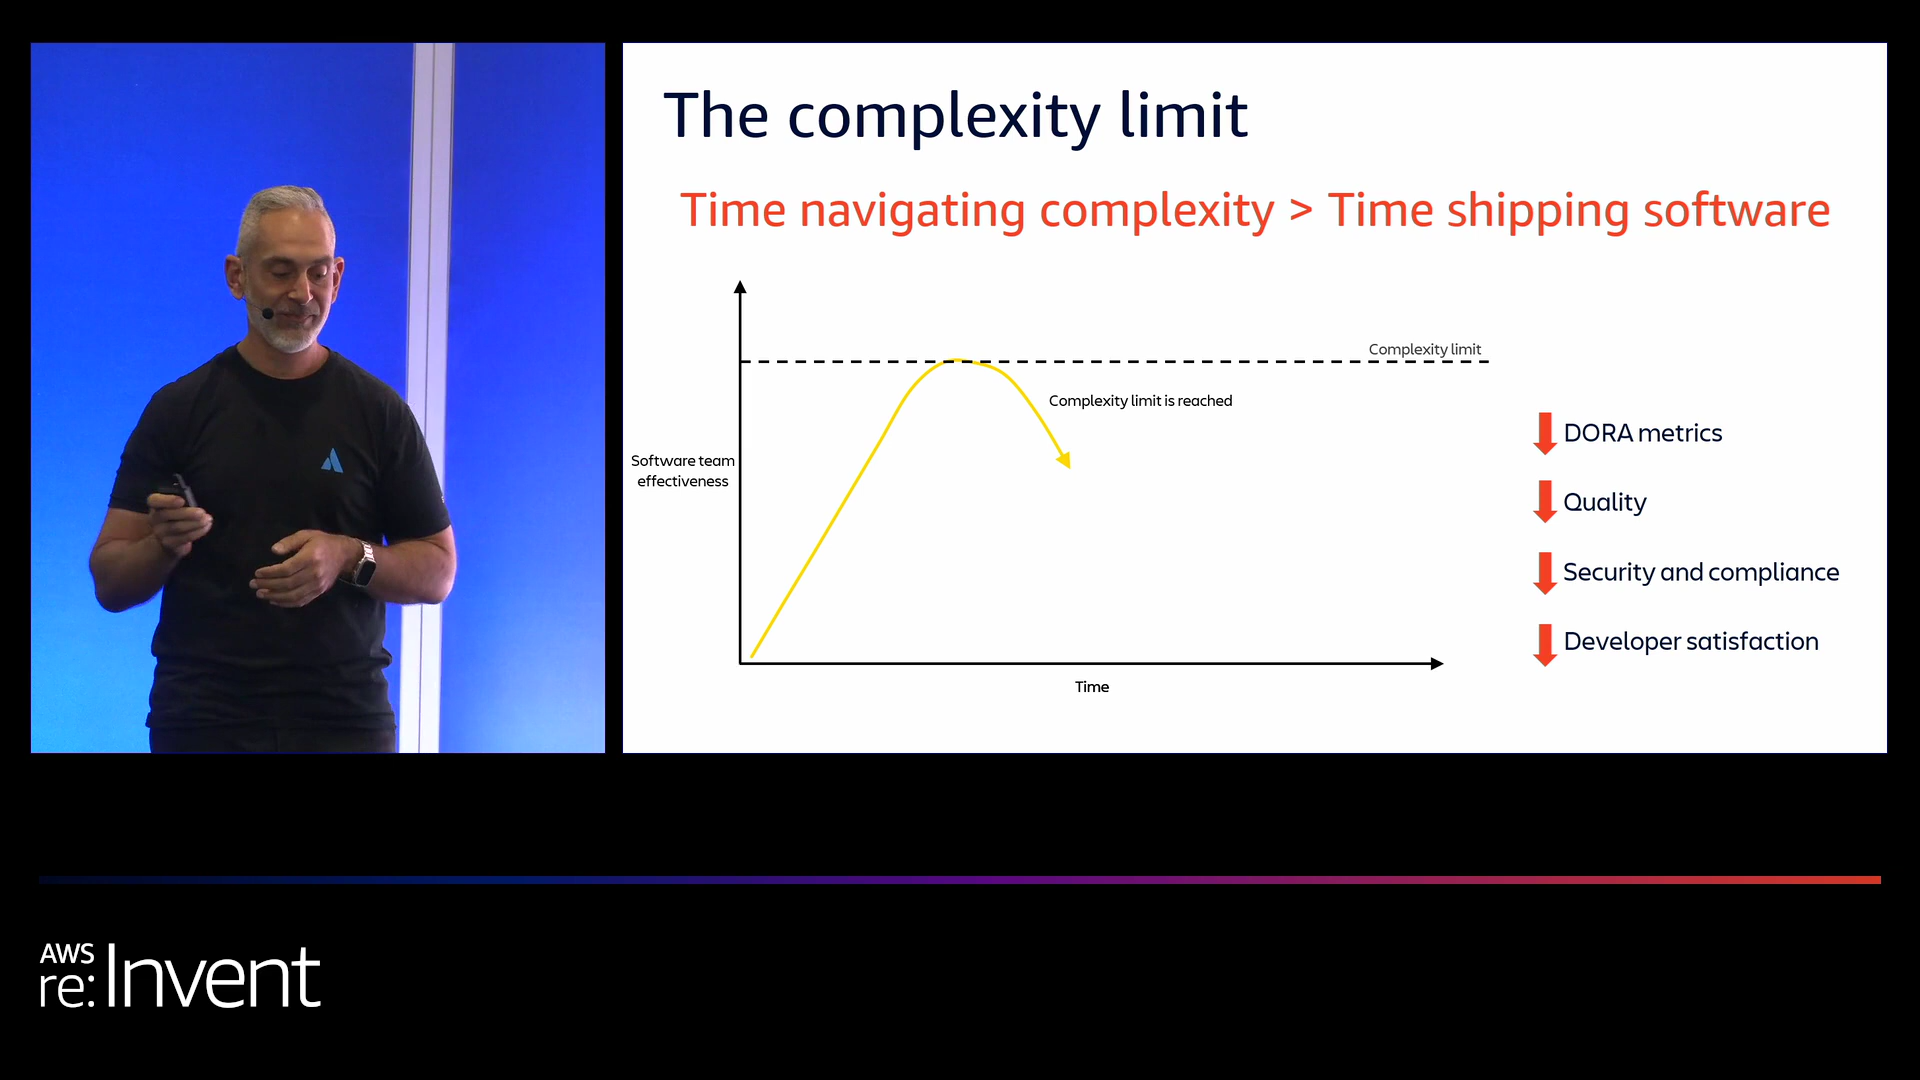 The complexity limit
Time navigating complexity > Time shipping software
Complexity limit
Complexity limit is reached
Software team
effectiveness
Time
DORA metrics
Quality
Security and compliance
Developer satisfaction
AWS
re:Invent